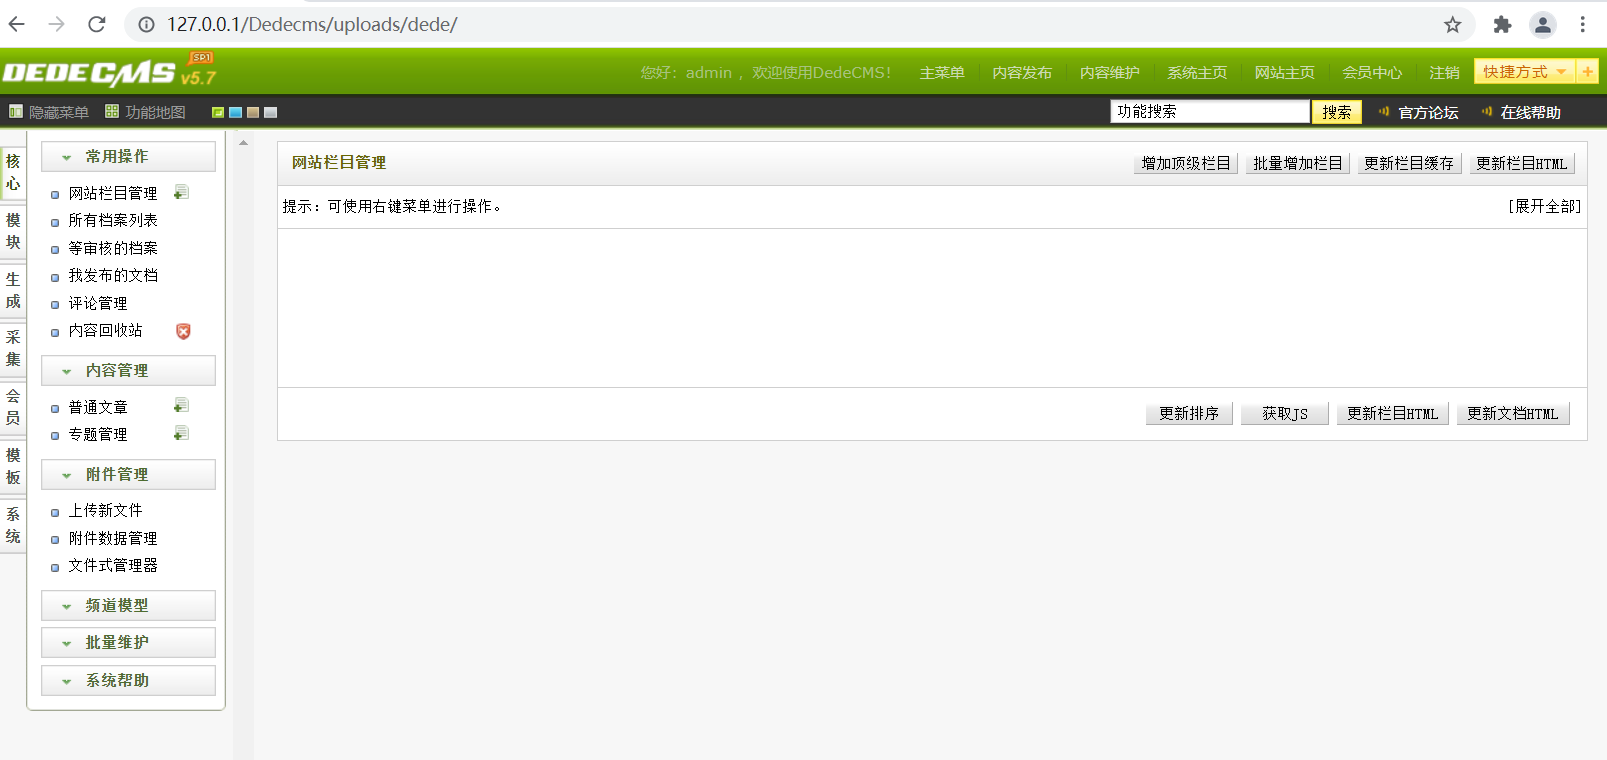 127.0.0.1/Dedecms/uploads/dede/
DEDECMS v5.7 SP1
您好：admin ，欢迎使用DedeCMS！ 主菜单 内容发布 内容维护 系统主页 网站主页 会员中心 注销 快捷方式 +
隐藏菜单 功能地图 功能搜索 搜索 官方论坛 在线帮助
核心
模块
生成
采集
会员
模板
系统
常用操作
网站栏目管理
所有档案列表
等审核的档案
我发布的文档
评论管理
内容回收站
内容管理
普通文章
专题管理
附件管理
上传新文件
附件数据管理
文件式管理器
频道模型
批量维护
系统帮助
网站栏目管理 增加顶级栏目 批量增加栏目 更新栏目缓存 更新栏目HTML
提示：可使用右键菜单进行操作。 [展开全部]
更新排序 获取JS 更新栏目HTML 更新文档HTML